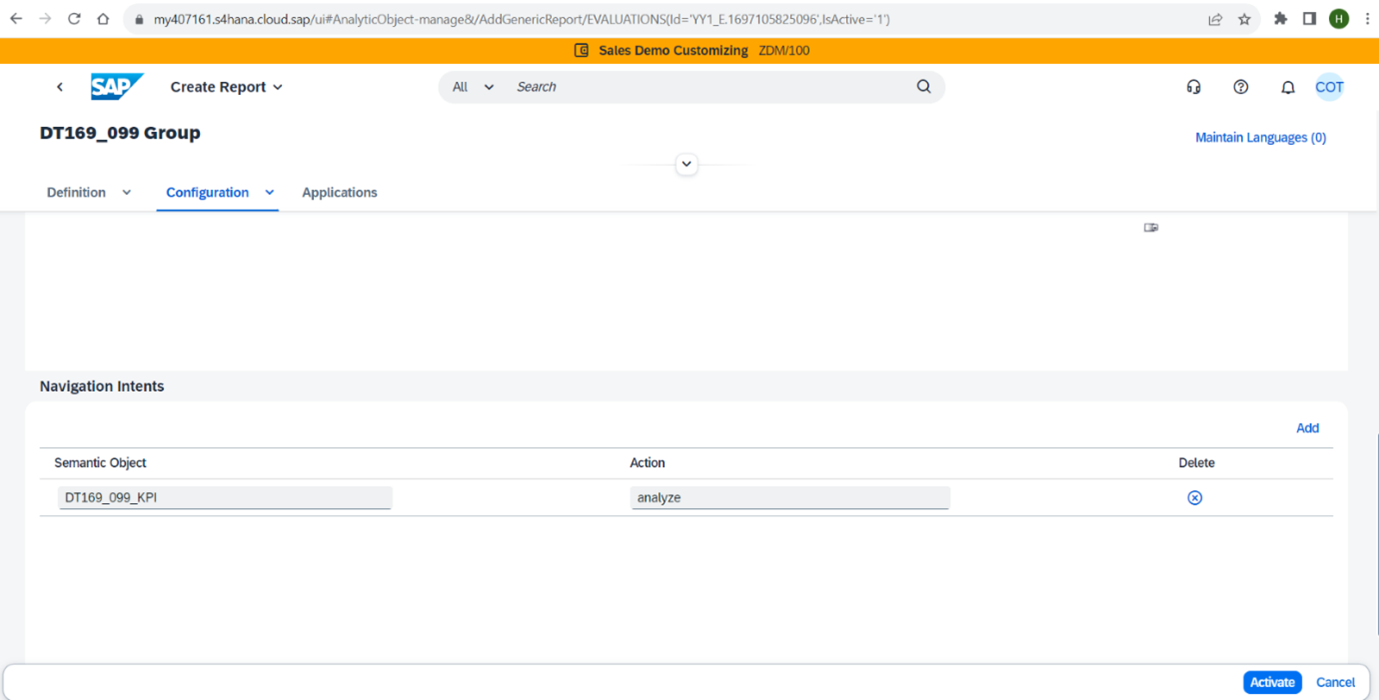 my407161.s4hana.cloud.sap/ui#AnalyticObject-manage&/AddGenericReport/EVALUATIONS(Id='YY1_E.1697105825096',IsActive='1')
H
Sales Demo Customizing ZDM/100
SAP Create Report All Search COT
DT169_099 Group
Maintain Languages (0)
Definition Configuration Applications
Navigation Intents
Add
Semantic Object Action Delete
DT169_099_KPI analyze
Activate Cancel